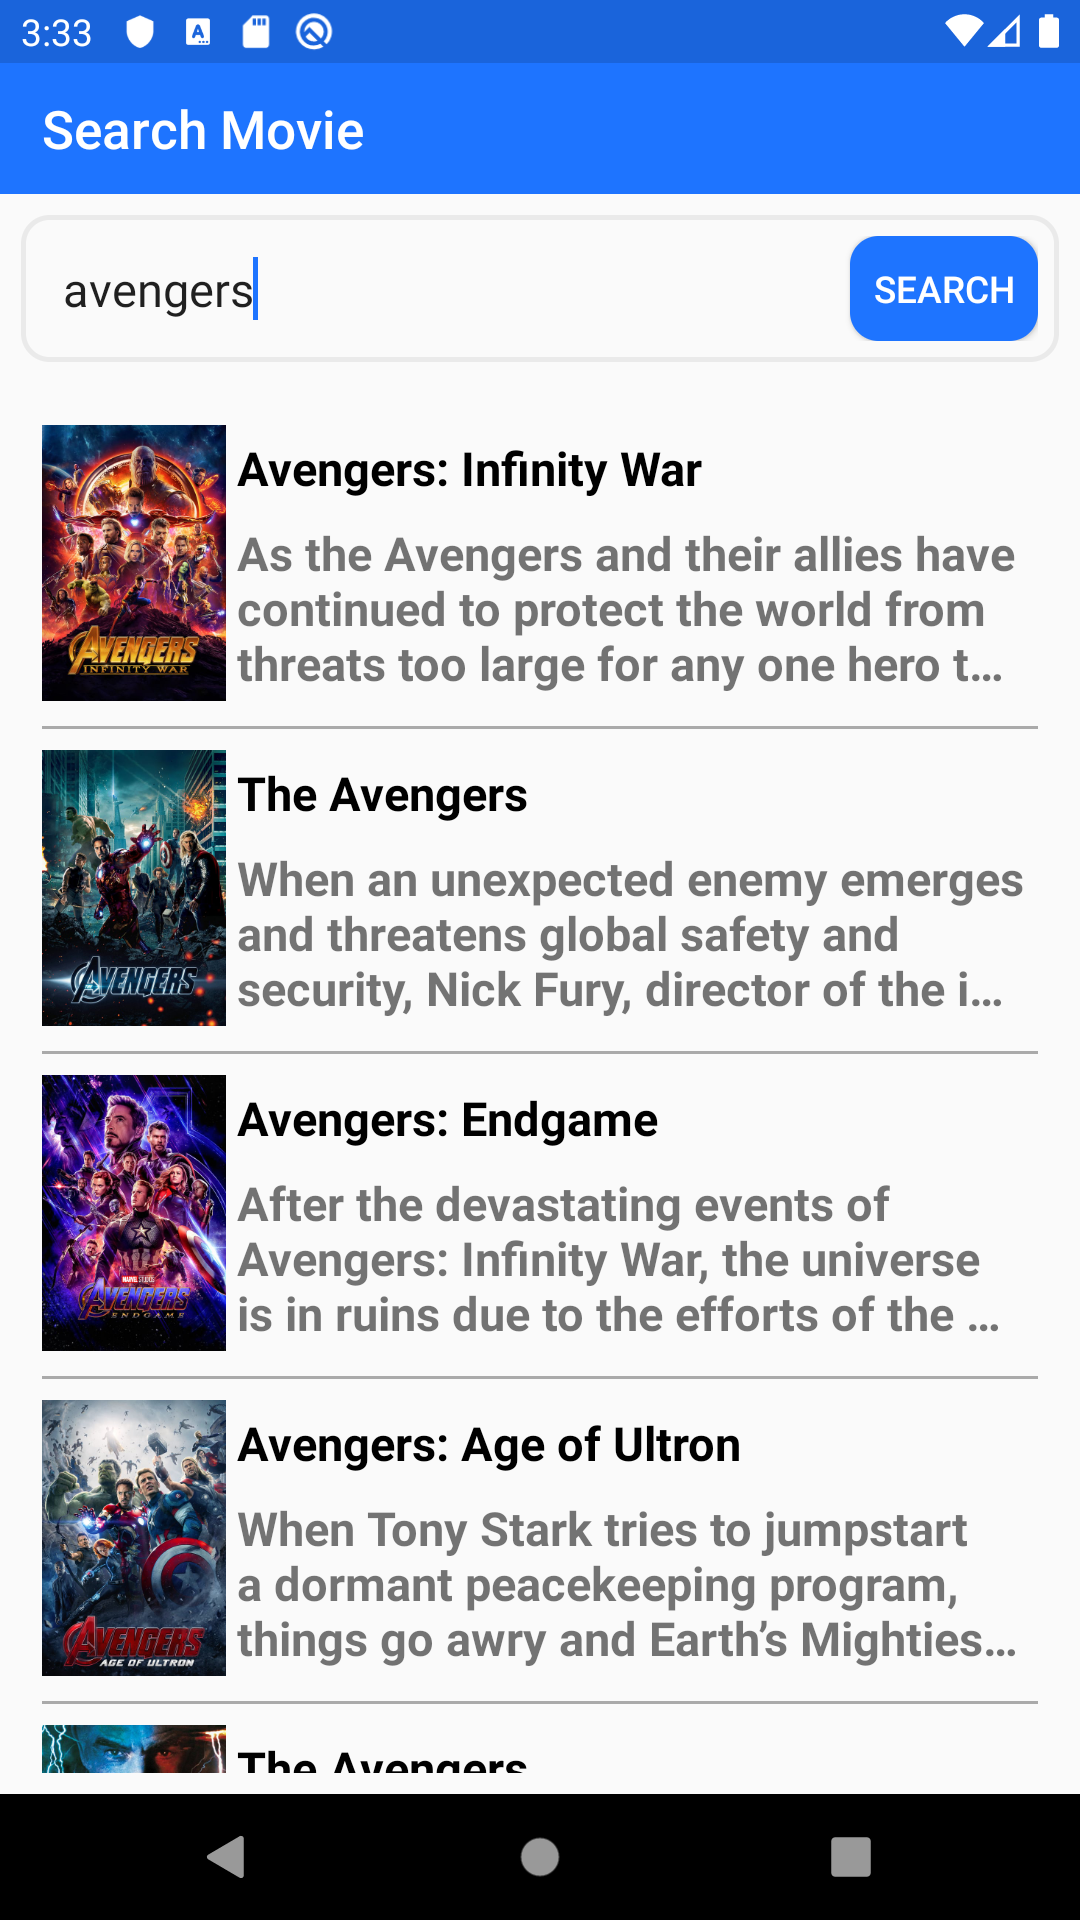 3:33
Search Movie
avengers
SEARCH
AVENGERS
INFINITY WAR
Avengers: Infinity War
As the Avengers and their allies have
continued to protect the world from
threats too large for any one hero t…
AVENGERS
The Avengers
When an unexpected enemy emerges
and threatens global safety and
security, Nick Fury, director of the i…
MARVEL STUDIOS
AVENGERS
ENDGAME
Avengers: Endgame
After the devastating events of
Avengers: Infinity War, the universe
is in ruins due to the efforts of the …
AVENGERS
AGE OF ULTRON
Avengers: Age of Ultron
When Tony Stark tries to jumpstart
a dormant peacekeeping program,
things go awry and Earth’s Mighties…
The Avengers